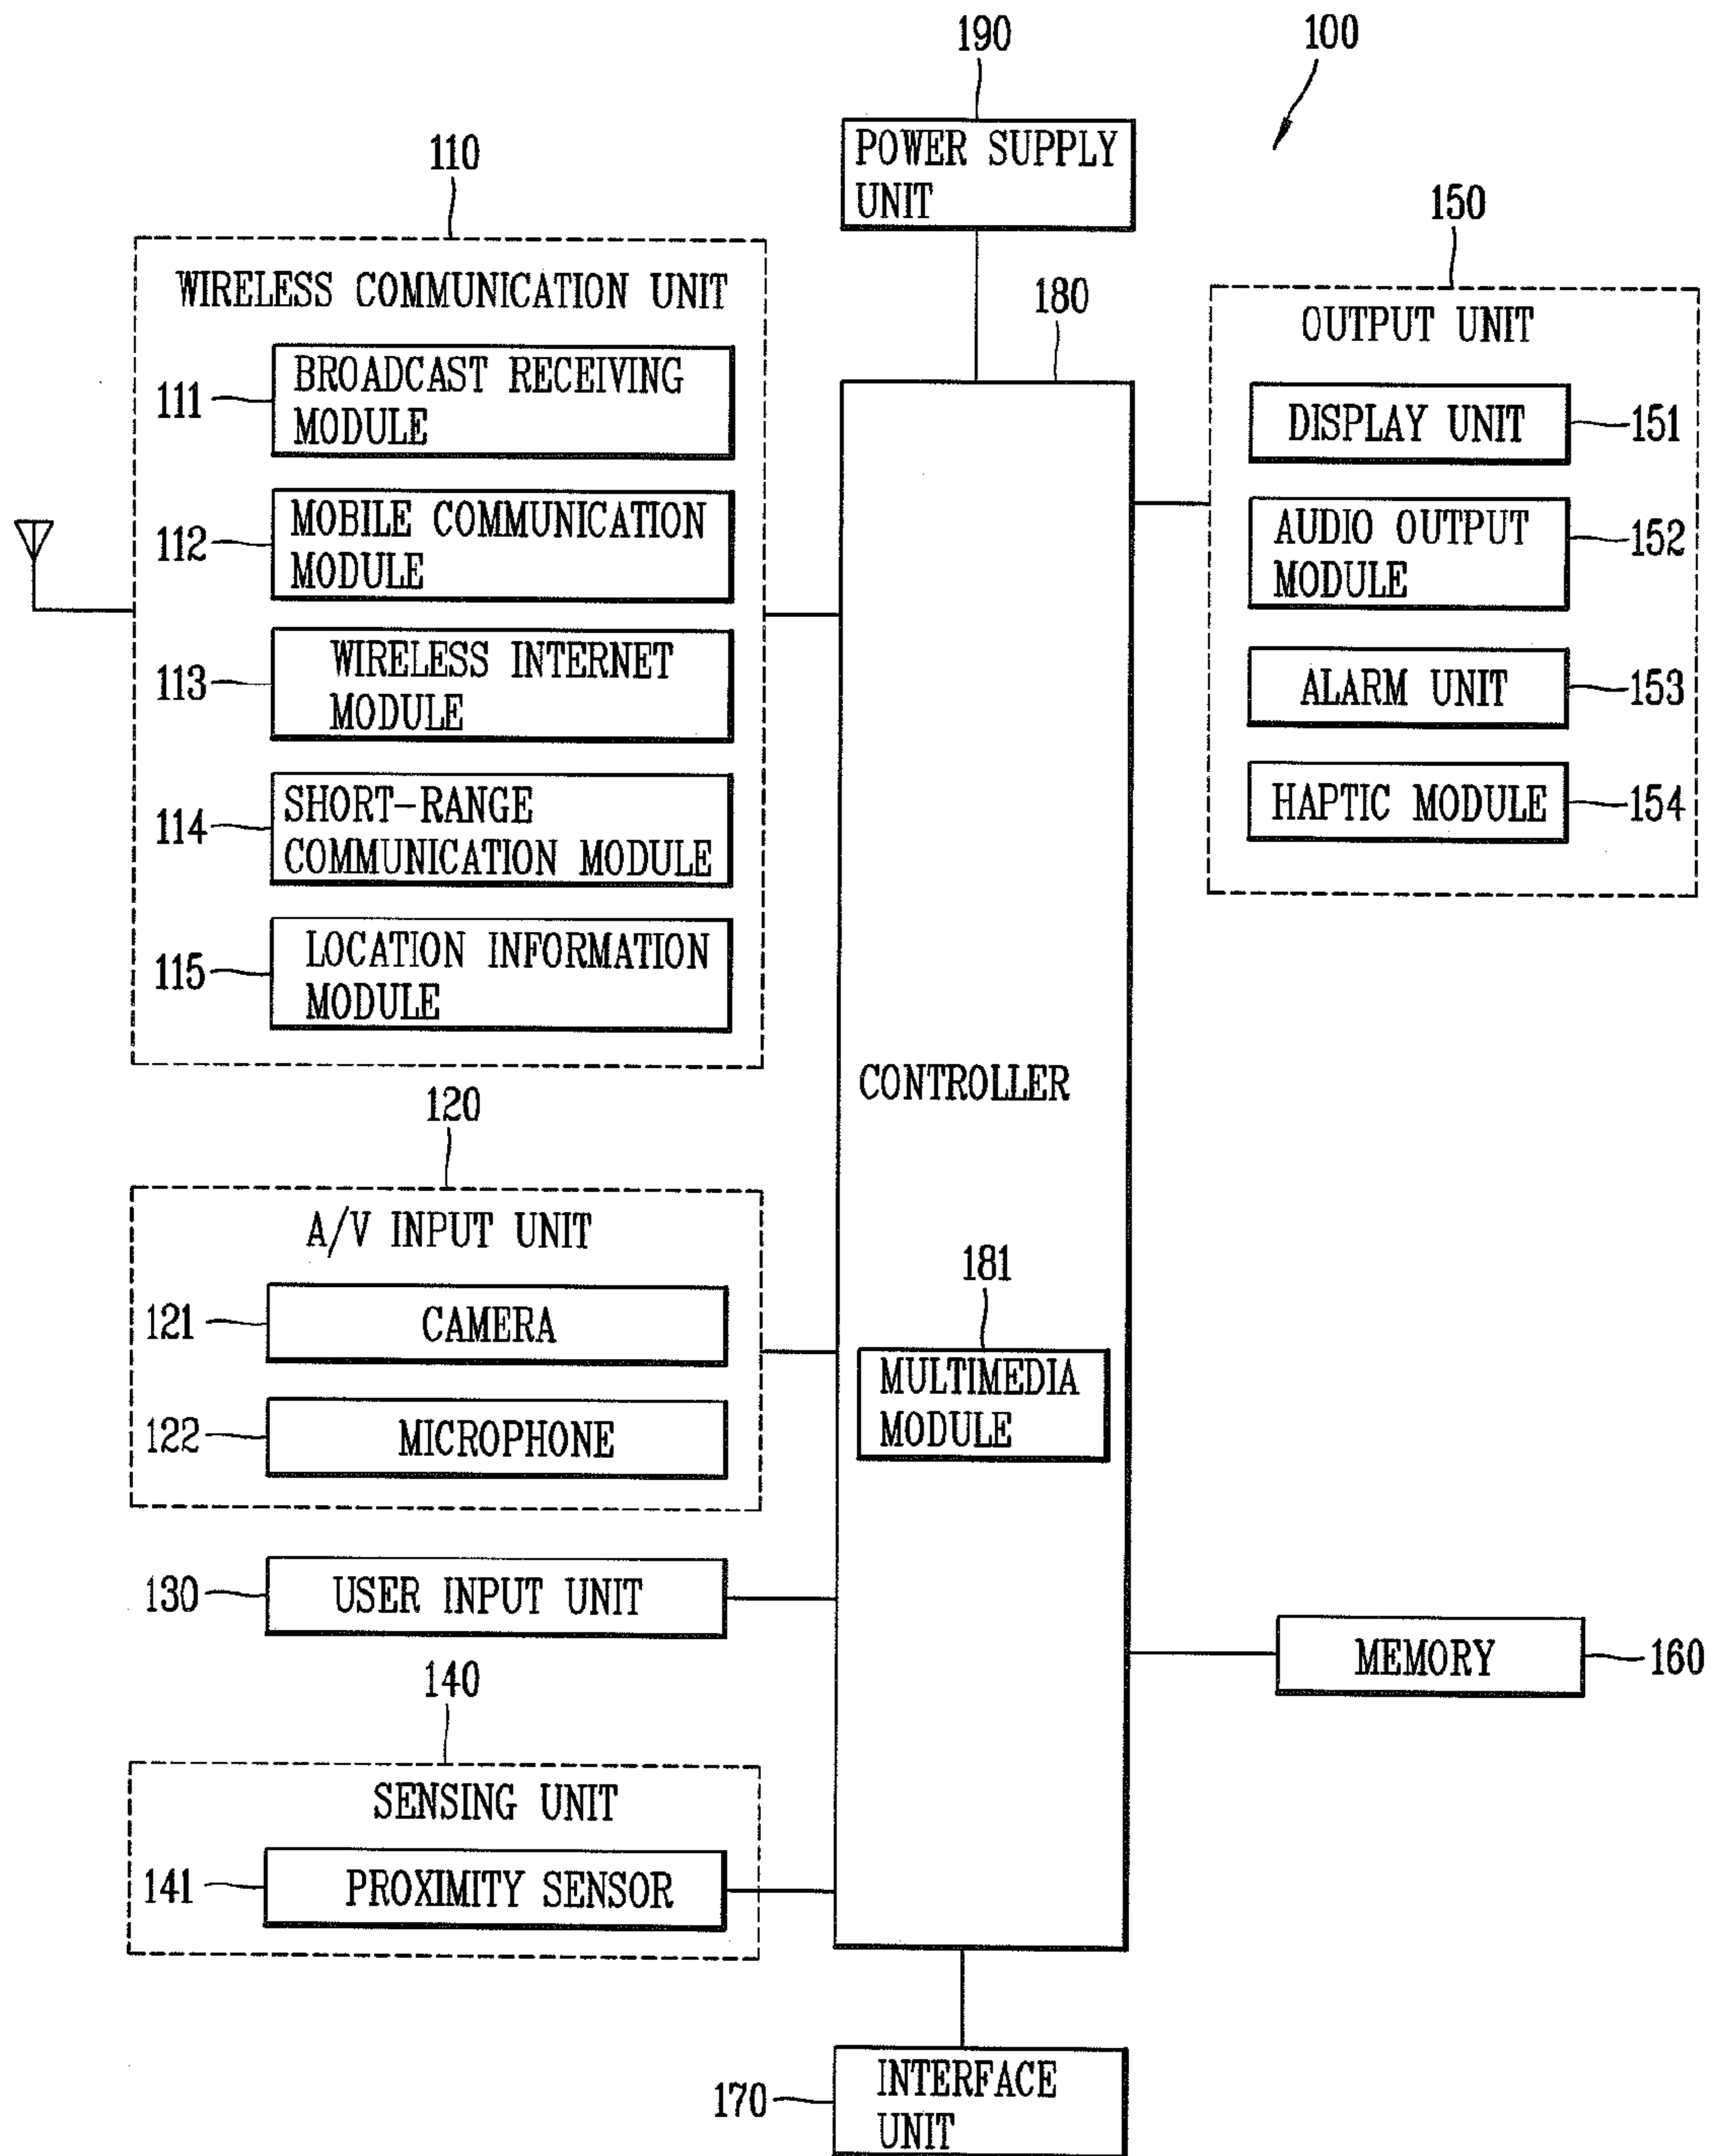 190
100
POWER SUPPLY
UNIT
110
WIRELESS COMMUNICATION UNIT
111
BROADCAST RECEIVING
MODULE
112
MOBILE COMMUNICATION
MODULE
113
WIRELESS INTERNET
MODULE
114
SHORT-RANGE
COMMUNICATION MODULE
115
LOCATION INFORMATION
MODULE
120
A/V INPUT UNIT
121
CAMERA
122
MICROPHONE
130
USER INPUT UNIT
140
SENSING UNIT
141
PROXIMITY SENSOR
180
CONTROLLER
181
MULTIMEDIA
MODULE
150
OUTPUT UNIT
DISPLAY UNIT
151
AUDIO OUTPUT
MODULE
152
ALARM UNIT
153
HAPTIC MODULE
154
MEMORY
160
170
INTERFACE
UNIT